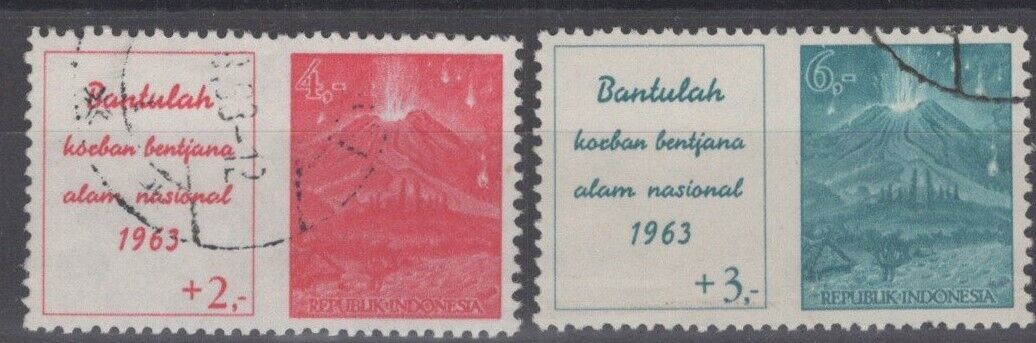 Bantulah
korban bentjana
alam nasional
1963
+2,-
4,-
REPUBLIK INDONESIA
Bantulah
korban bentjana
alam nasional
1963
+3,-
6,-
REPUBLIK INDONESIA